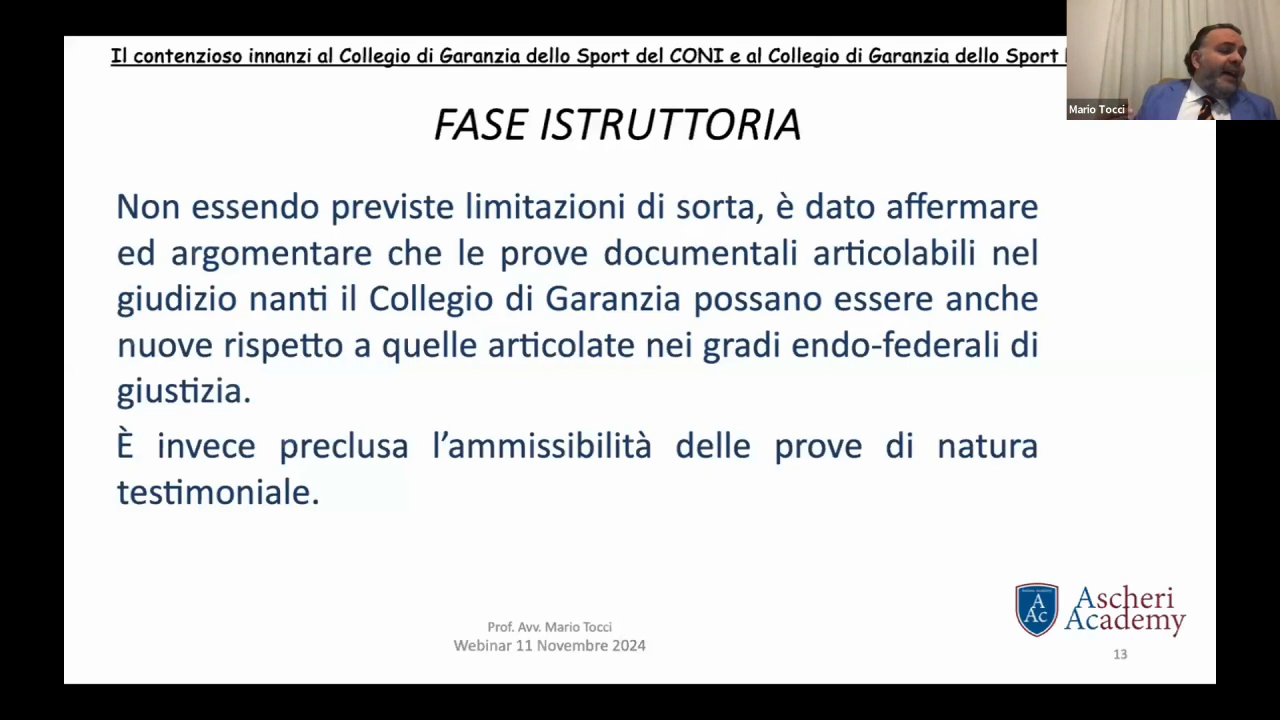 Il contenzioso innanzi al Collegio di Garanzia dello Sport del CONI e al Collegio di Garanzia dello Sport
Mario Tocci
FASE ISTRUTTORIA
Non essendo previste limitazioni di sorta, è dato affermare
ed argomentare che le prove documentali articolabili nel
giudizio nanti il Collegio di Garanzia possano essere anche
nuove rispetto a quelle articolate nei gradi endo-federali di
giustizia.
È invece preclusa l’ammissibilità delle prove di natura
testimoniale.
A
Ac
Ascheri
Academy
Prof. Avv. Mario Tocci
Webinar 11 Novembre 2024
13